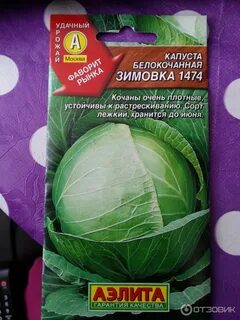 УДАЧНЫЙ
УРОЖАЙ
А
Москва
ФАВОРИТ
РЫНКА
КАПУСТА
БЕЛОКОЧАННАЯ
ЗИМОВКА 1474
Кочаны очень плотные,
устойчивы к растрескиванию. Сорт
лежкий, хранится до июня.
АЭЛИТА
ГАРАНТИЯ КАЧЕСТВА
ОТЗОВИК